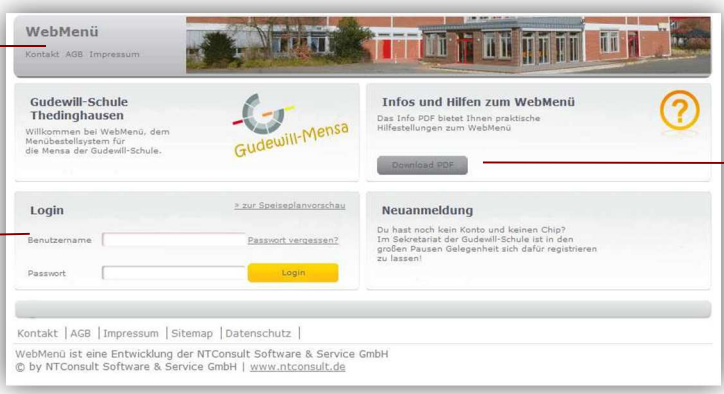 WebMenü
Kontakt AGB Impressum
Gudewill-Schule
Thedinghausen
Willkommen bei WebMenü, dem
Menübestellsystem für
die Mensa der Gudewill-Schule.
Gudewill-Mensa
Infos und Hilfen zum WebMenü
Das Info PDF bietet Ihnen praktische
Hilfestellungen zum WebMenü
?
Download PDF
Login
» zur Speiseplanvorschau
Benutzername
Passwort vergessen?
Passwort
Login
Neuanmeldung
Du hast noch kein Konto und keinen Chip?
Im Sekretariat der Gudewill-Schule ist in den
großen Pausen Gelegenheit sich dafür registrieren
zu lassen!
Kontakt | AGB | Impressum | Sitemap | Datenschutz |
WebMenü ist eine Entwicklung der NTConsult Software & Service GmbH
© by NTConsult Software & Service GmbH | www.ntconsult.de